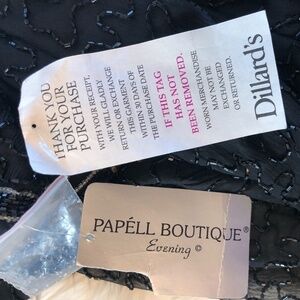 THANK YOU
FOR YOUR
PURCHASE
WITH YOUR RECEIPT,
WE WILL GLADLY
RETURN OR EXCHANGE
THIS GARMENT
WITHIN 30 DAYS OF
THE PURCHASE DATE
IF THIS TAG
HAS NOT
BEEN REMOVED.
WORN MERCHANDISE
MAY NOT BE
EXCHANGED
OR RETURNED.
Dillard's
PAPÉLL BOUTIQUE®
Evening ©